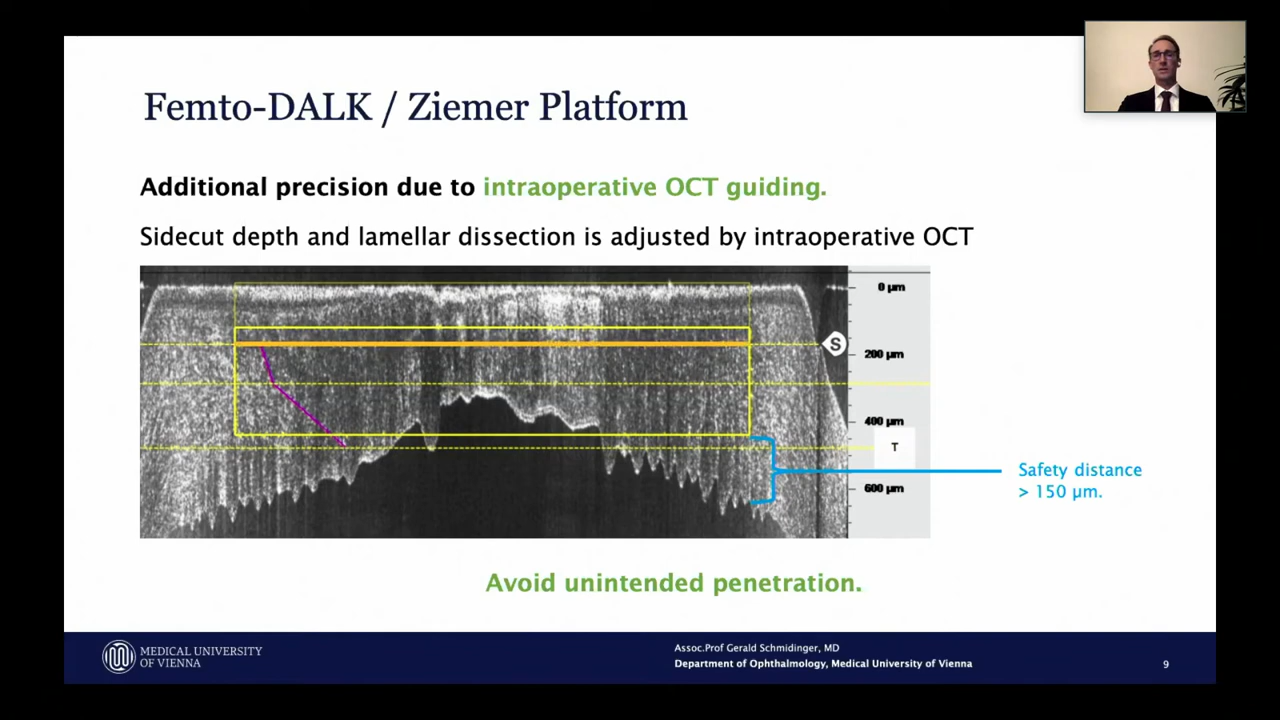 Femto-DALK / Ziemer Platform
Additional precision due to intraoperative OCT guiding.
Sidecut depth and lamellar dissection is adjusted by intraoperative OCT
0 µm
S
200 µm
400 µm
T
600 µm
Safety distance
> 150 µm.
Avoid unintended penetration.
MEDICAL UNIVERSITY
OF VIENNA
Assoc.Prof Gerald Schmidinger, MD
Department of Ophthalmology, Medical University of Vienna
9